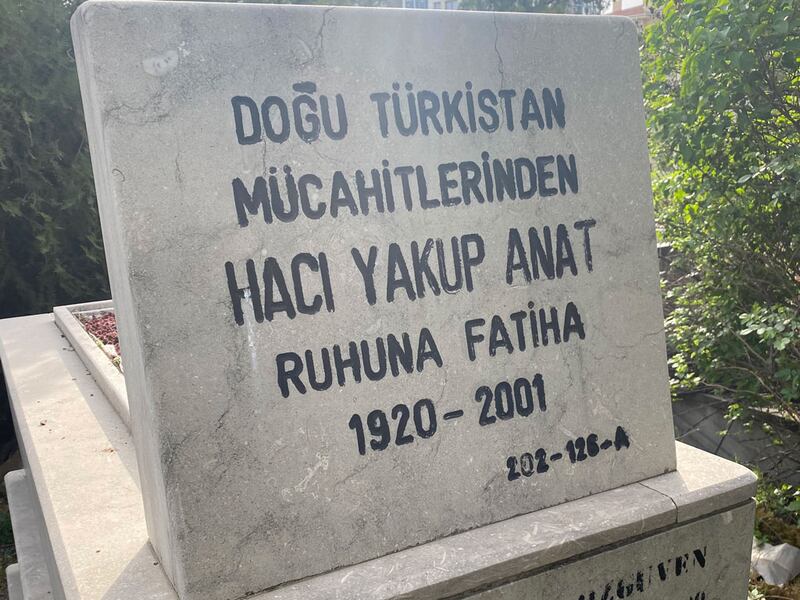 DOĞU TÜRKİSTAN
MÜCAHİTLERİNDEN
HACI YAKUP ANAT
RUHUNA FATİHA
1920-2001
202-126-A